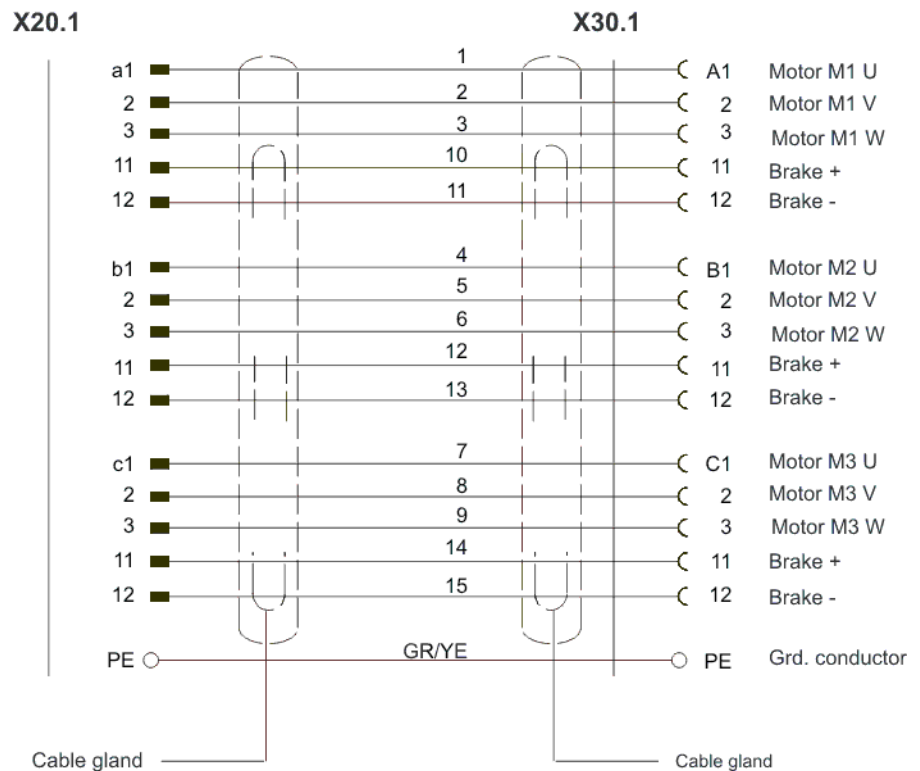 X20.1 X30.1
a1 1 A1 Motor M1 U
2 2 2 Motor M1 V
3 3 3 Motor M1 W
11 10 11 Brake +
12 11 12 Brake -
b1 4 B1 Motor M2 U
2 5 2 Motor M2 V
3 6 3 Motor M2 W
11 12 11 Brake +
12 13 12 Brake -
c1 7 C1 Motor M3 U
2 8 2 Motor M3 V
3 9 3 Motor M3 W
11 14 11 Brake +
12 15 12 Brake -
PE GR/YE PE Grd. conductor
Cable gland Cable gland